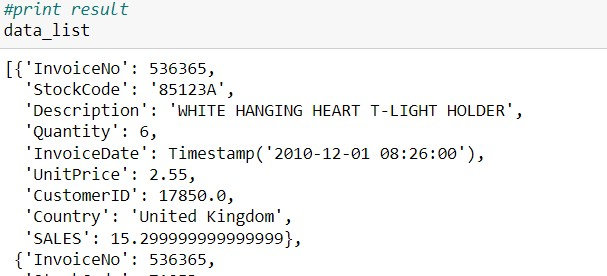 #print result
data_list
[{'InvoiceNo': 536365,
'StockCode': '85123A',
'Description': 'WHITE HANGING HEART T-LIGHT HOLDER',
'Quantity': 6,
'InvoiceDate': Timestamp('2010-12-01 08:26:00'),
'UnitPrice': 2.55,
'CustomerID': 17850.0,
'Country': 'United Kingdom',
'SALES': 15.299999999999999},
{'InvoiceNo': 536365,